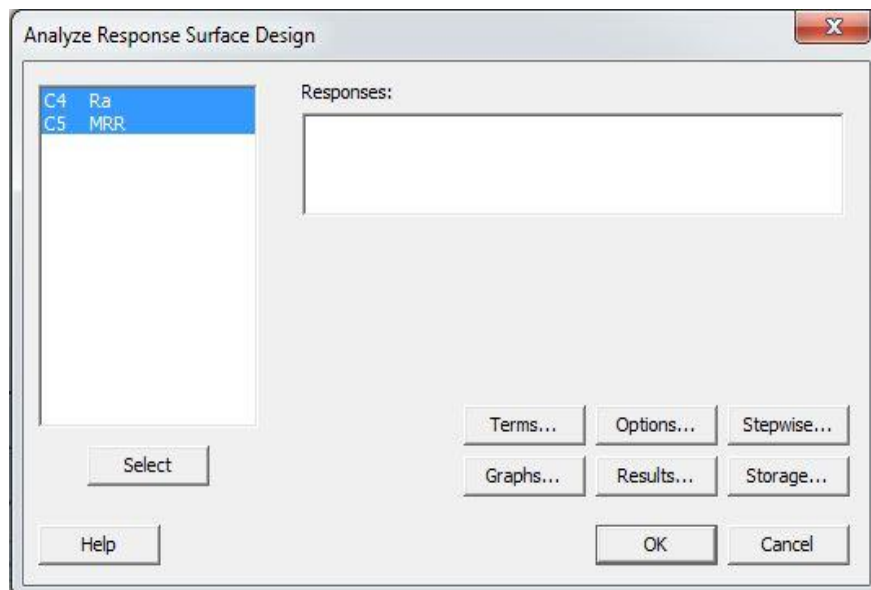 Analyze Response Surface Design
X
C4 Ra
C5 MRR
Responses:
Select
Terms...
Options...
Stepwise...
Graphs...
Results...
Storage...
Help
OK
Cancel